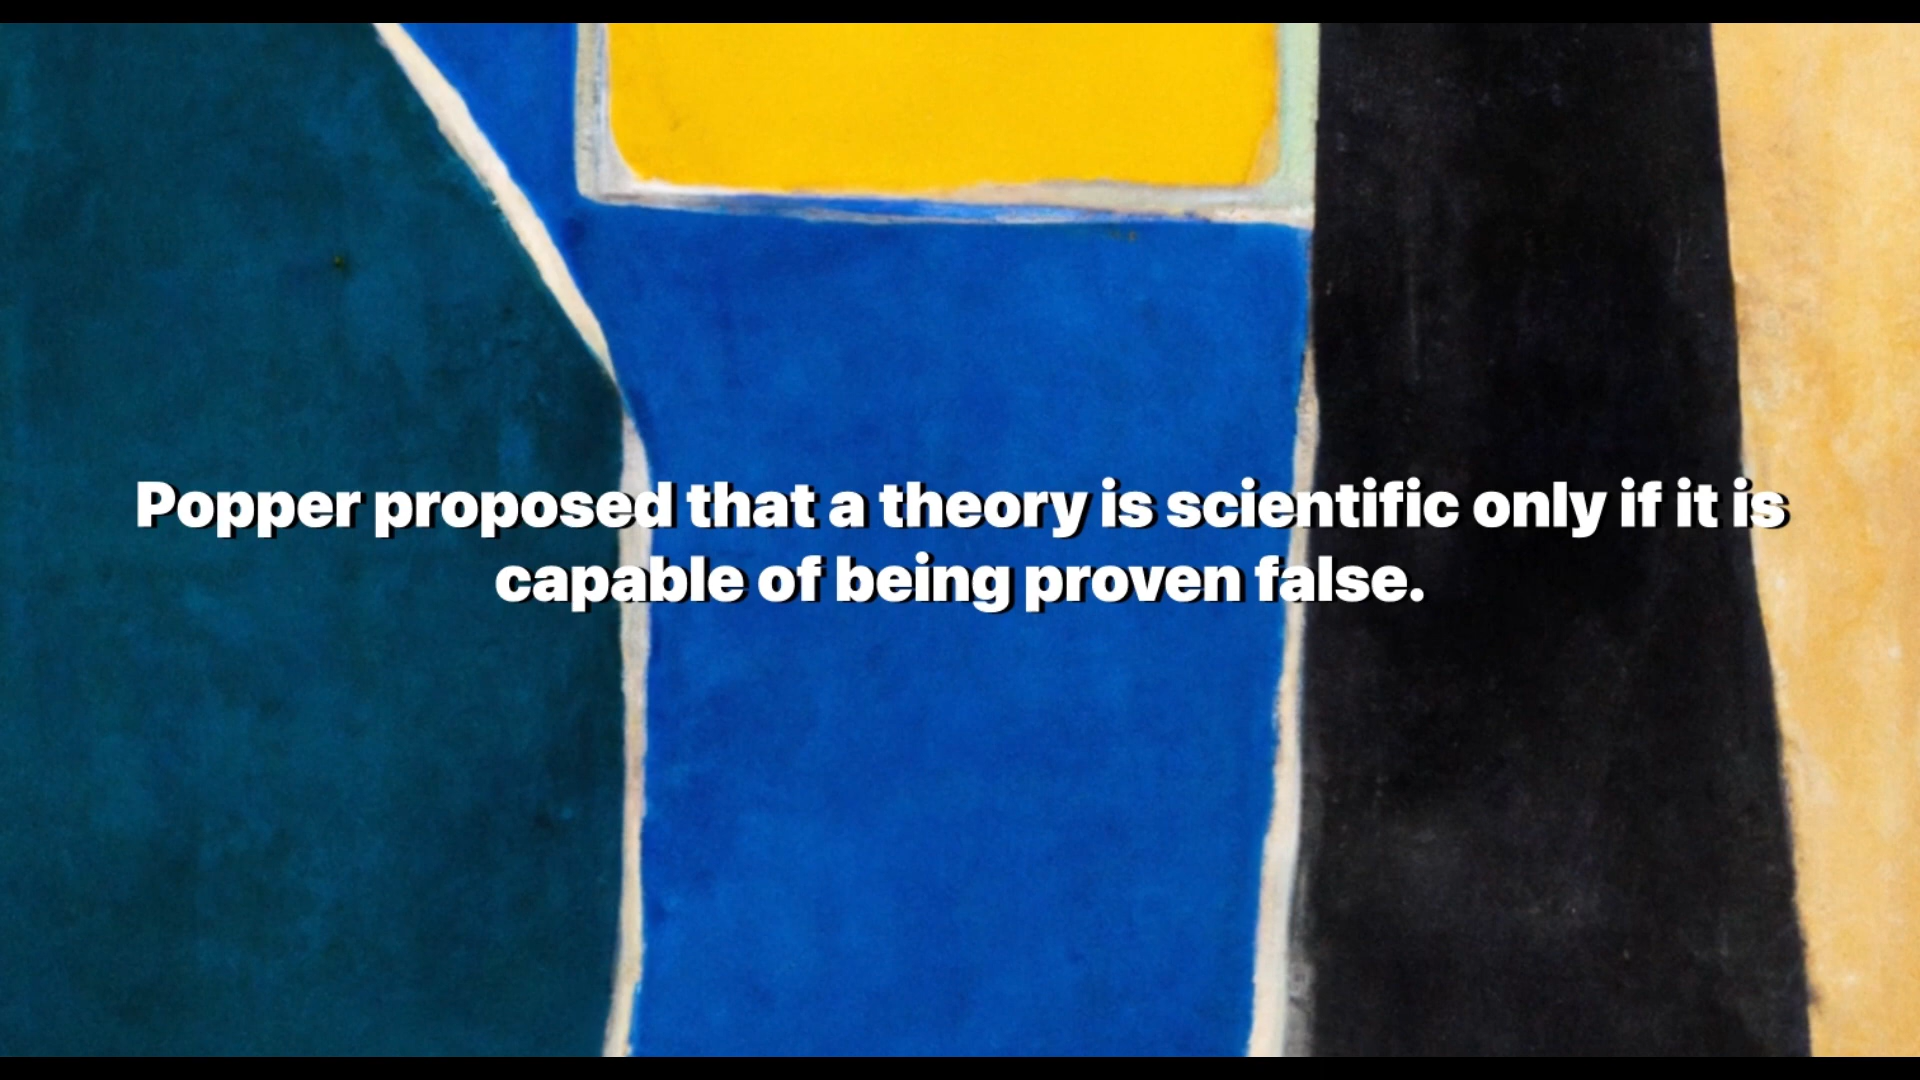 Popper proposed that a theory is scientific only if it is
capable of being proven false.